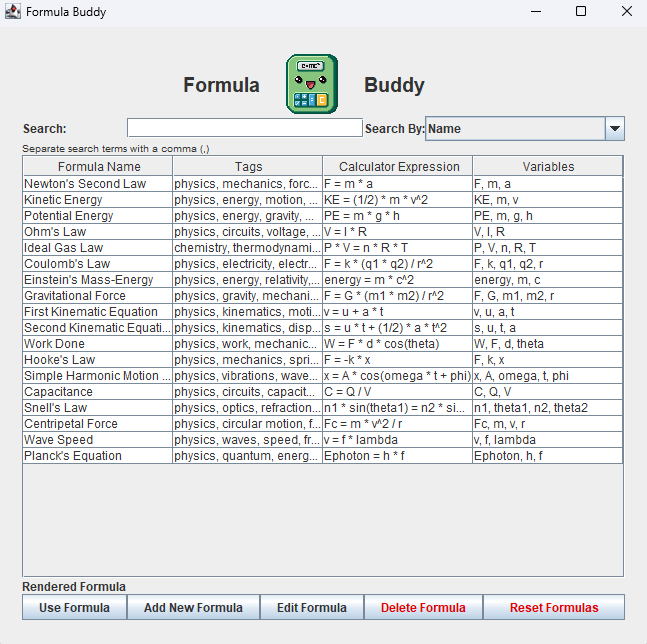 Formula Buddy
Formula Buddy
Search: Search By: Name
Separate search terms with a comma (,)
Formula Name Tags Calculator Expression Variables
Newton's Second Law physics, mechanics, forc... F = m * a F, m, a
Kinetic Energy physics, energy, motion, ... KE = (1/2) * m * v^2 KE, m, v
Potential Energy physics, energy, gravity, ... PE = m * g * h PE, m, g, h
Ohm's Law physics, circuits, voltage, ... V = I * R V, I, R
Ideal Gas Law chemistry, thermodynami... P * V = n * R * T P, V, n, R, T
Coulomb's Law physics, electricity, electr... F = k * (q1 * q2) / r^2 F, k, q1, q2, r
Einstein's Mass-Energy physics, energy, relativity,... energy = m * c^2 energy, m, c
Gravitational Force physics, gravity, mechani... F = G * (m1 * m2) / r^2 F, G, m1, m2, r
First Kinematic Equation physics, kinematics, moti... v = u + a * t v, u, a, t
Second Kinematic Equati... physics, kinematics, disp... s = u * t + (1/2) * a * t^2 s, u, t, a
Work Done physics, work, mechanic... W = F * d * cos(theta) W, F, d, theta
Hooke's Law physics, mechanics, spri... F = -k * x F, k, x
Simple Harmonic Motion ... physics, vibrations, wave... x = A * cos(omega * t + phi) x, A, omega, t, phi
Capacitance physics, circuits, capacit... C = Q / V C, Q, V
Snell's Law physics, optics, refraction... n1 * sin(theta1) = n2 * si... n1, theta1, n2, theta2
Centripetal Force physics, circular motion, f... Fc = m * v^2 / r Fc, m, v, r
Wave Speed physics, waves, speed, fr... v = f * lambda v, f, lambda
Planck's Equation physics, quantum, energ... Ephoton = h * f Ephoton, h, f
Rendered Formula
Use Formula Add New Formula Edit Formula Delete Formula Reset Formulas